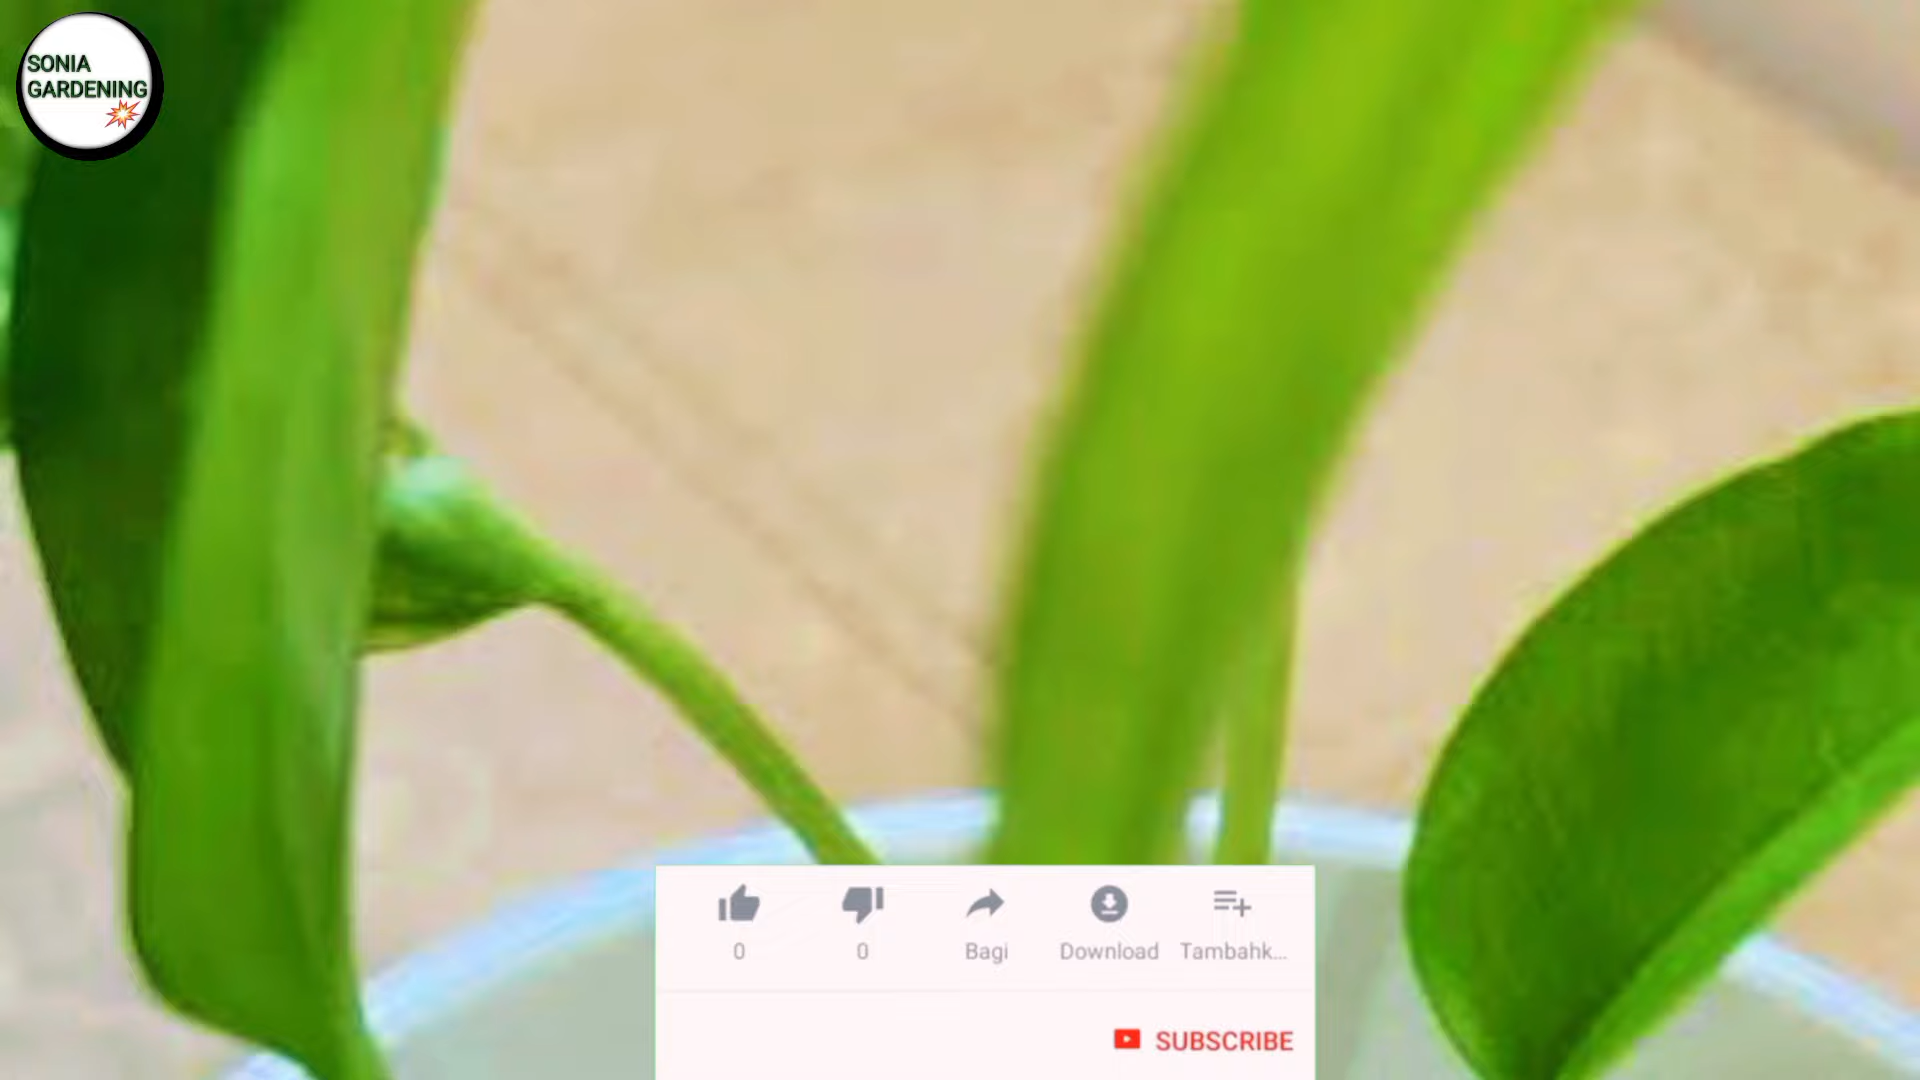 SONIA
GARDENING
0
0
Bagi
Download
Tambahk...
SUBSCRIBE